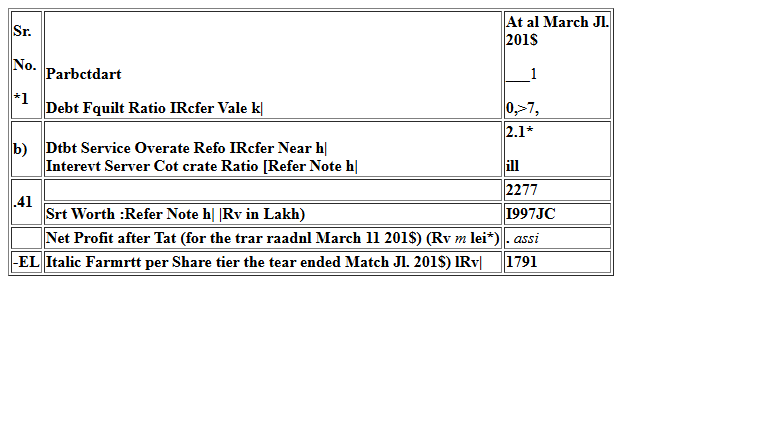 Sr.
No.
*1
Parbctdart
Debt Fquilt Ratio IRcfer Vale k|
At al March Jl.
201$
___1
0,>7,
b)
Dtbt Service Overate Refo IRcfer Near h|
Interevt Server Cot crate Ratio [Refer Note h|
2.1*
ill
.41
2277
Srt Worth :Refer Note h| |Rv in Lakh)
I997JC
Net Profit after Tat (for the trar raadnl March 11 201$) (Rv m lei*)
. assi
-EL
Italic Farmrtt per Share tier the tear ended Match Jl. 201$) lRv|
1791